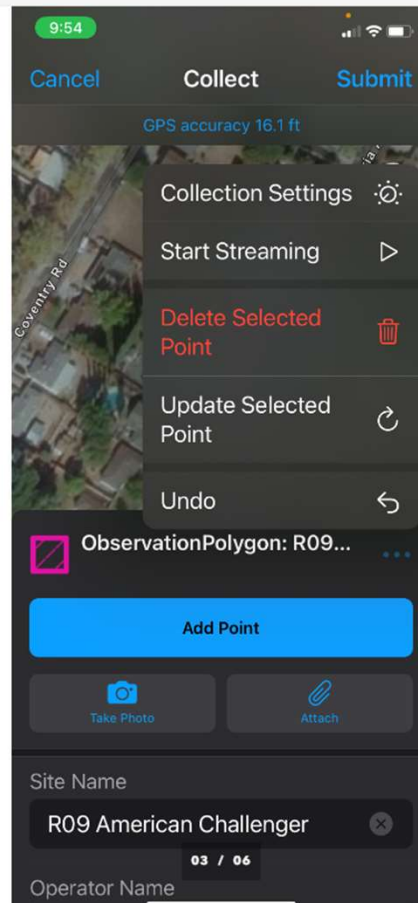 9:54
Cancel Collect Submit
GPS accuracy 16.1 ft
Coventry Rd
Collection Settings
Start Streaming
Delete Selected
Point
Update Selected
Point
Undo
ObservationPolygon: R09...
Add Point
Take Photo Attach
Site Name
R09 American Challenger
03 / 06
Operator Name